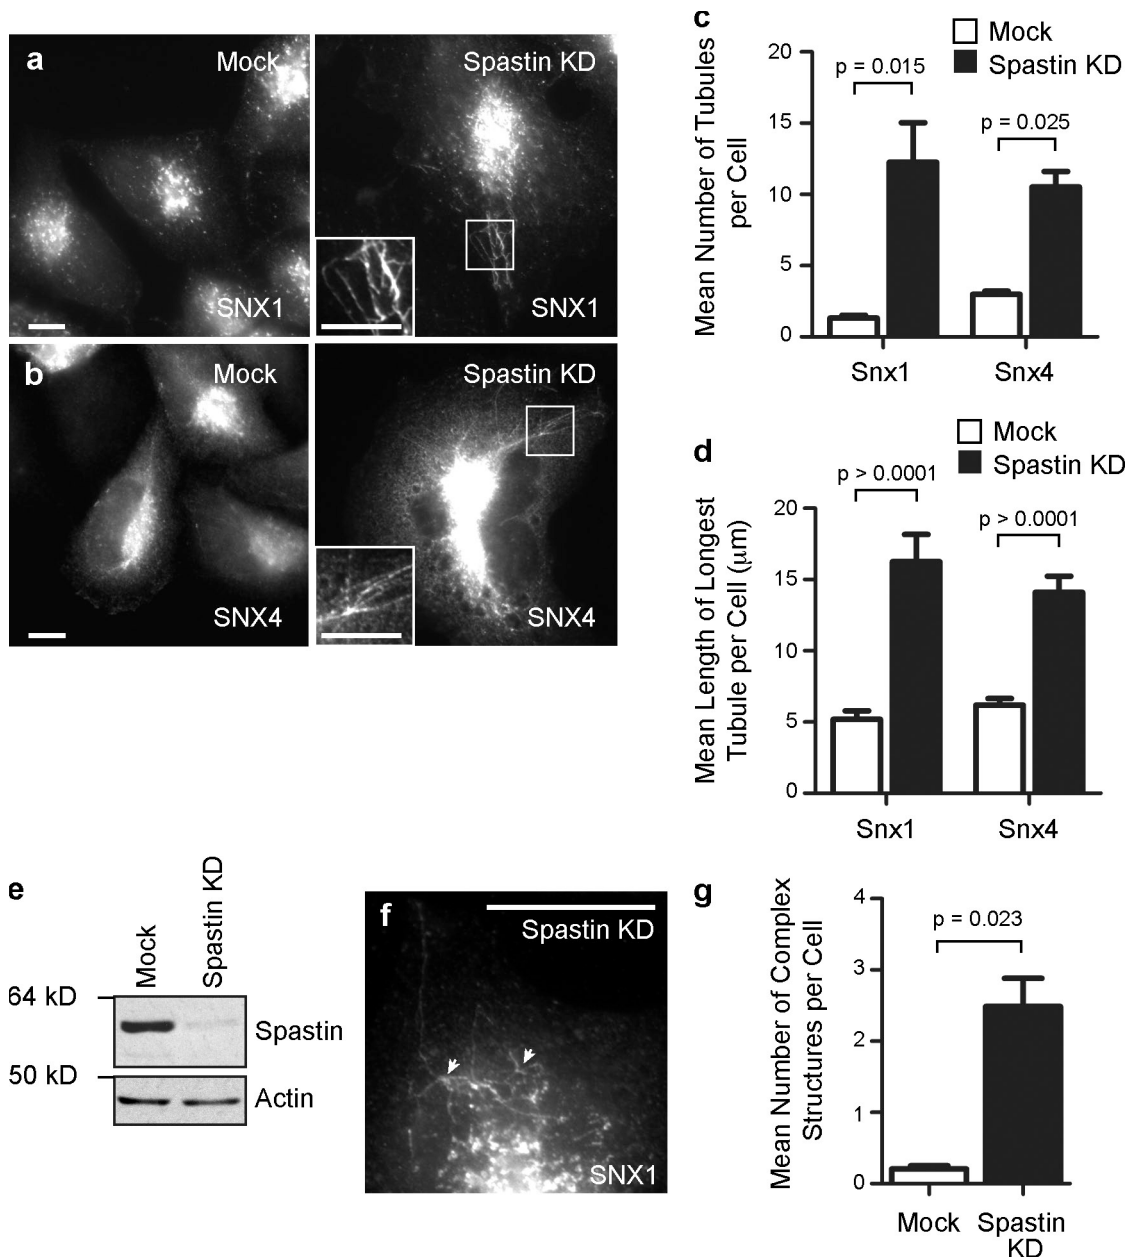 a
Mock
Spastin KD
SNX1
SNX1
b
Mock
Spastin KD
SNX4
SNX4
c
Mock
Spastin KD
Mean Number of Tubules
per Cell
20
15
10
5
0
p = 0.015
p = 0.025
Snx1
Snx4
d
Mock
Spastin KD
Mean Length of Longest
Tubule per Cell (µm)
20
15
10
5
0
p > 0.0001
p > 0.0001
Snx1
Snx4
e
Mock
Spastin KD
64 kD
Spastin
50 kD
Actin
f
Spastin KD
SNX1
g
Mean Number of Complex
Structures per Cell
4
3
2
1
0
p = 0.023
Mock
Spastin
KD